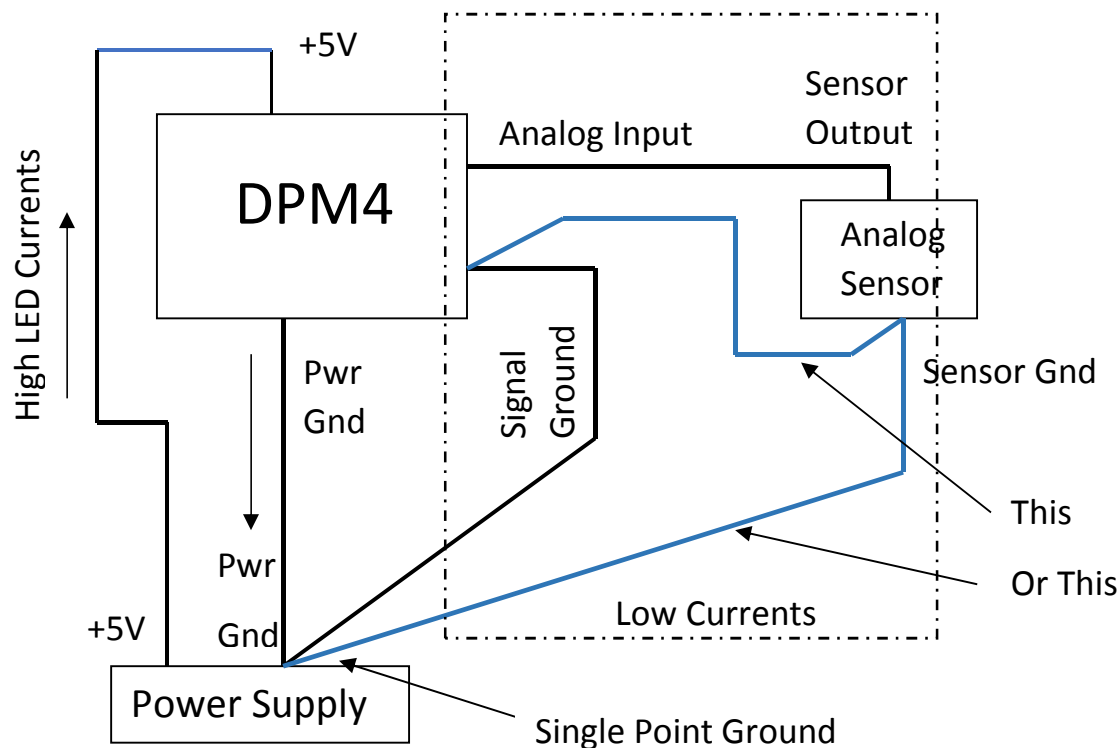 +5V
Sensor
Output
Analog Input
DPM4
High LED Currents
Analog
Sensor
Pwr
Gnd
Signal
Ground
Sensor Gnd
This
Pwr
Or This
Low Currents
+5V
Gnd
Power Supply
Single Point Ground